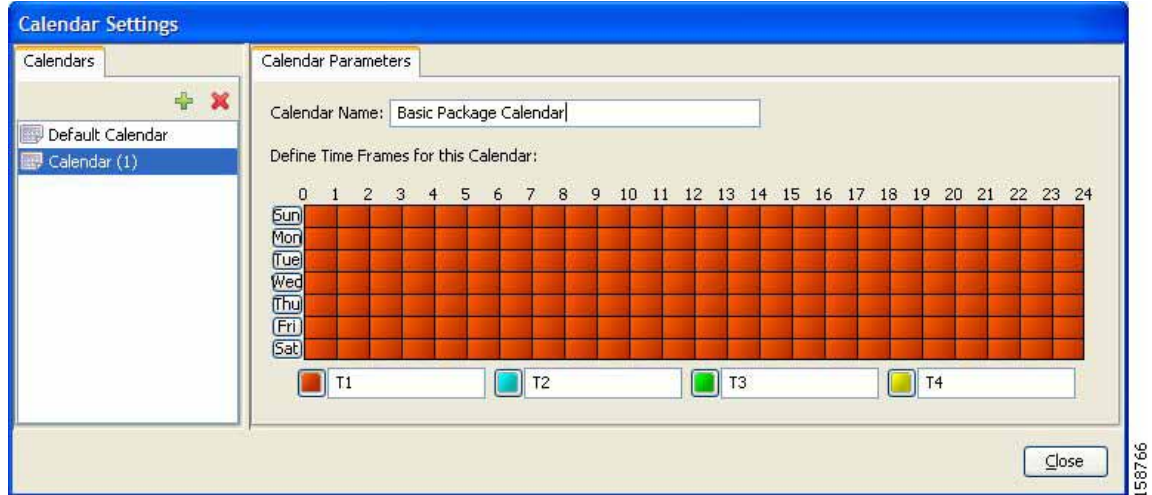 Calendar Settings
Calendars
Default Calendar
Calendar (1)
Calendar Parameters
Calendar Name: Basic Package Calendar
Define Time Frames for this Calendar:
0 1 2 3 4 5 6 7 8 9 10 11 12 13 14 15 16 17 18 19 20 21 22 23 24
Sun
Mon
Tue
Wed
Thu
Fri
Sat
T1 T2 T3 T4
Close
158766